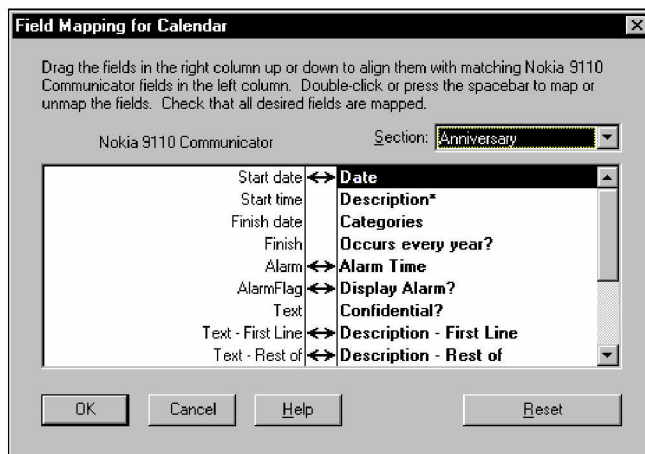 Field Mapping for Calendar
Drag the fields in the right column up or down to align them with matching Nokia 9110
Communicator fields in the left column. Double-click or press the spacebar to map or
unmap the fields. Check that all desired fields are mapped.
Nokia 9110 Communicator Section: Anniversary
Start date Date
Start time Description*
Finish date Categories
Finish Occurs every year?
Alarm Alarm Time
AlarmFlag Display Alarm?
Text Confidential?
Text - First Line Description - First Line
Text - Rest of Description - Rest of
OK Cancel Help Reset